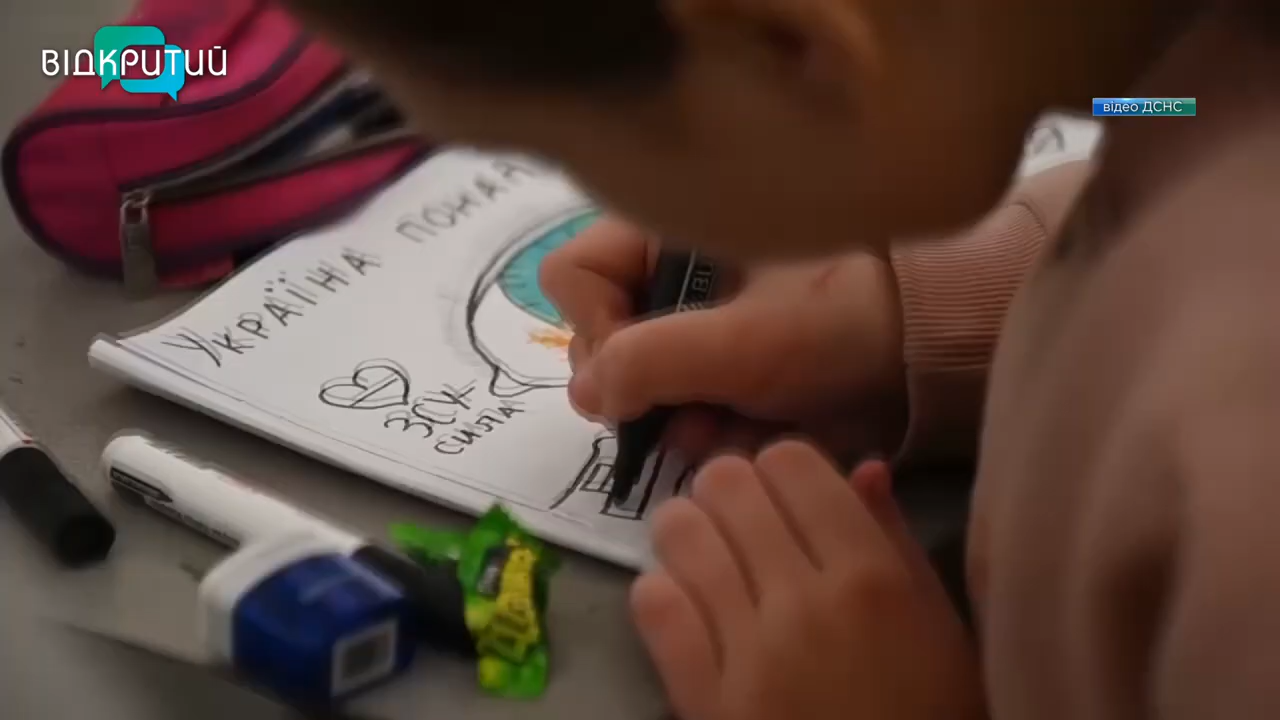 ВІДКРИТИЙ
відео ДСНС
УКРАЇНА ПОНАД
ЗСУ
СИЛА